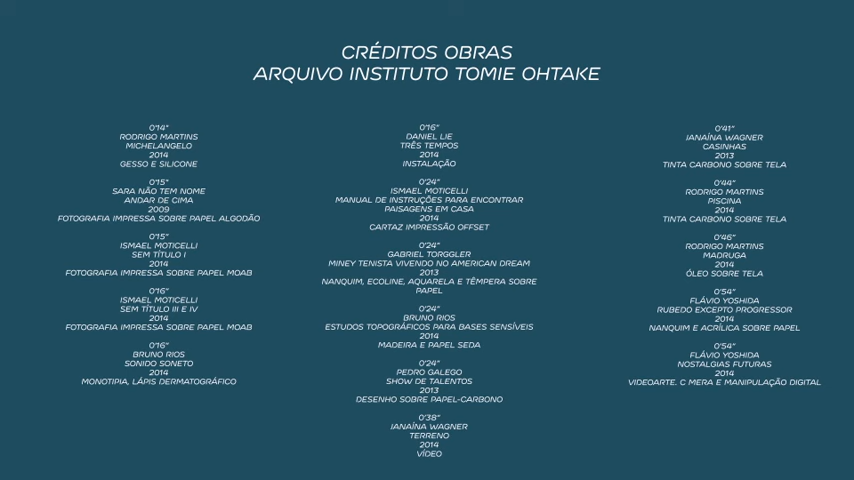 CRÉDITOS OBRAS
ARQUIVO INSTITUTO TOMIE OHTAKE
0'14"
RODRIGO MARTINS
MICHELANGELO
2014
GESSO E SILICONE
0'15"
SARA NÃO TEM NOME
ANDAR DE CIMA
2009
FOTOGRAFIA IMPRESSA SOBRE PAPEL ALGODÃO
0'15"
ISMAEL MOTICELLI
SEM TÍTULO I
2014
FOTOGRAFIA IMPRESSA SOBRE PAPEL MOAB
0'16"
ISMAEL MOTICELLI
SEM TÍTULO III E IV
2014
FOTOGRAFIA IMPRESSA SOBRE PAPEL MOAB
0'16"
BRUNO RIOS
SONIDO SONETO
2014
MONOTIPIA, LÁPIS DERMATOGRÁFICO
0'16"
DANIEL LIE
TRÊS TEMPOS
2014
INSTALAÇÃO
0'24"
ISMAEL MOTICELLI
MANUAL DE INSTRUÇÕES PARA ENCONTRAR
PAISAGENS EM CASA
2014
CARTAZ IMPRESSÃO OFFSET
0'24"
GABRIEL TORGGLER
MINEY TENISTA VIVENDO NO AMERICAN DREAM
2013
NANQUIM, ECOLINE, AQUARELA E TÊMPERA SOBRE
PAPEL
0'24"
BRUNO RIOS
ESTUDOS TOPOGRÁFICOS PARA BASES SENSÍVEIS
2014
MADEIRA E PAPEL SEDA
0'24"
PEDRO GALEGO
SHOW DE TALENTOS
2013
DESENHO SOBRE PAPEL-CARBONO
0'38"
IANAÍNA WAGNER
TERRENO
2014
VÍDEO
0'41"
IANAÍNA WAGNER
CASINHAS
2013
TINTA CARBONO SOBRE TELA
0'44"
RODRIGO MARTINS
PISCINA
2014
TINTA CARBONO SOBRE TELA
0'46"
RODRIGO MARTINS
MADRUGA
2014
ÓLEO SOBRE TELA
0'54"
FLÁVIO YOSHIDA
RUBEDO EXCEPTO PROGRESSOR
2014
NANQUIM E ACRÍLICA SOBRE PAPEL
0'54"
FLÁVIO YOSHIDA
NOSTALGIAS FUTURAS
2014
VIDEOARTE. C MERA E MANIPULAÇÃO DIGITAL